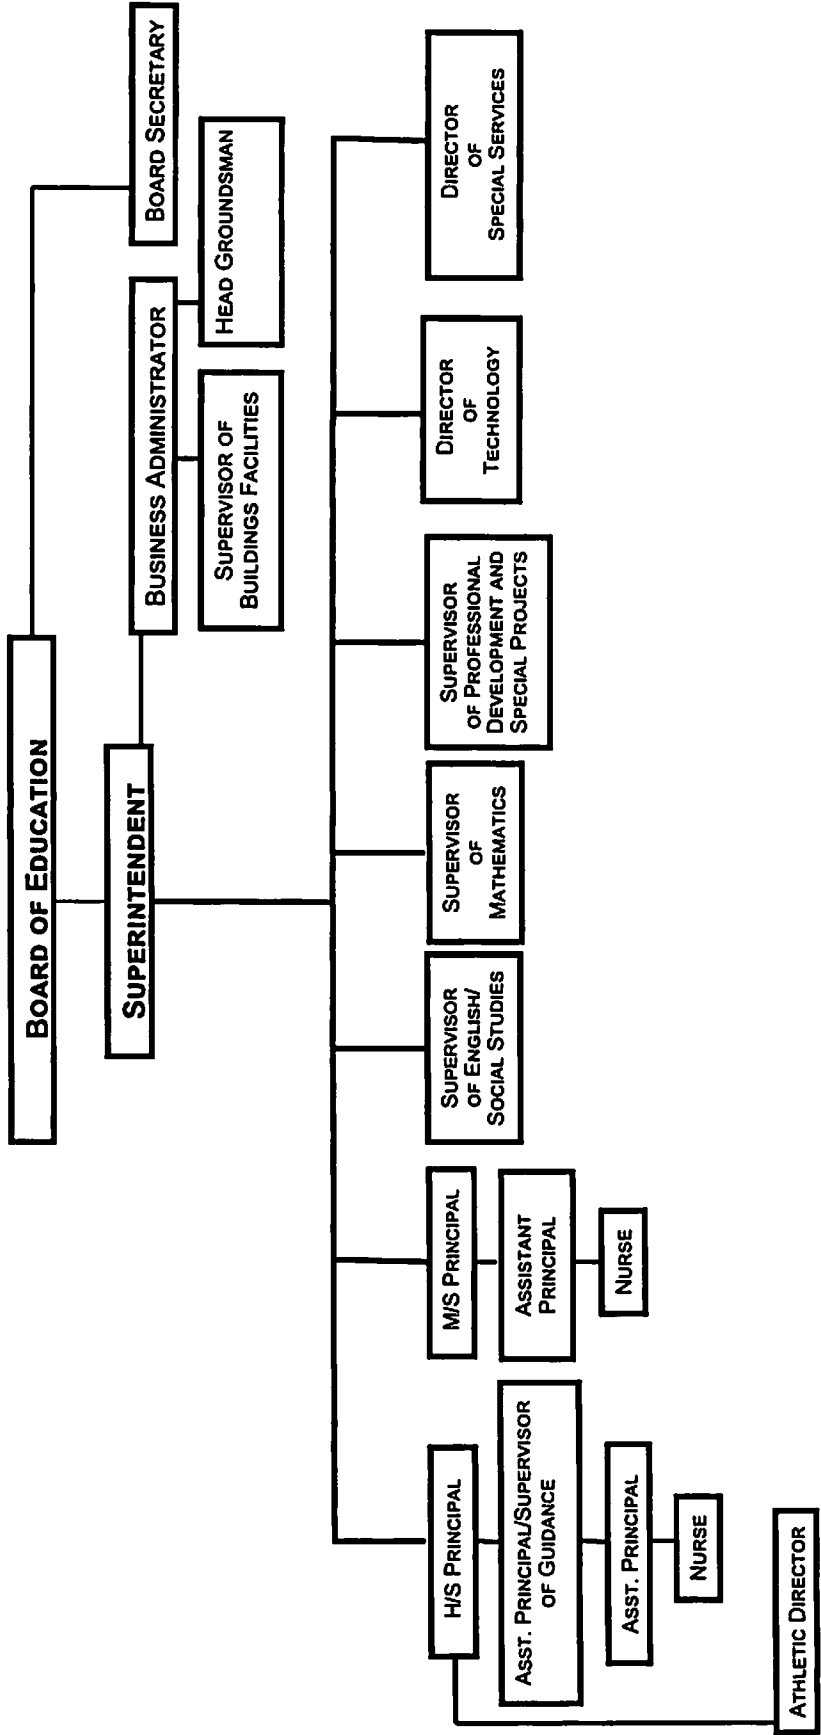 BOARD OF EDUCATION
SUPERINTENDENT
BUSINESS ADMINISTRATOR
BOARD SECRETARY
SUPERVISOR OF
BUILDINGS FACILITIES
HEAD GROUNDSMAN
H/S PRINCIPAL
M/S PRINCIPAL
SUPERVISOR
OF ENGLISH/
SOCIAL STUDIES
SUPERVISOR
OF
MATHEMATICS
SUPERVISOR
OF PROFESSIONAL
DEVELOPMENT AND
SPECIAL PROJECTS
DIRECTOR
OF
TECHNOLOGY
DIRECTOR
OF
SPECIAL SERVICES
ASST. PRINCIPAL/SUPERVISOR
OF GUIDANCE
ASSISTANT
PRINCIPAL
ASST. PRINCIPAL
NURSE
NURSE
ATHLETIC DIRECTOR